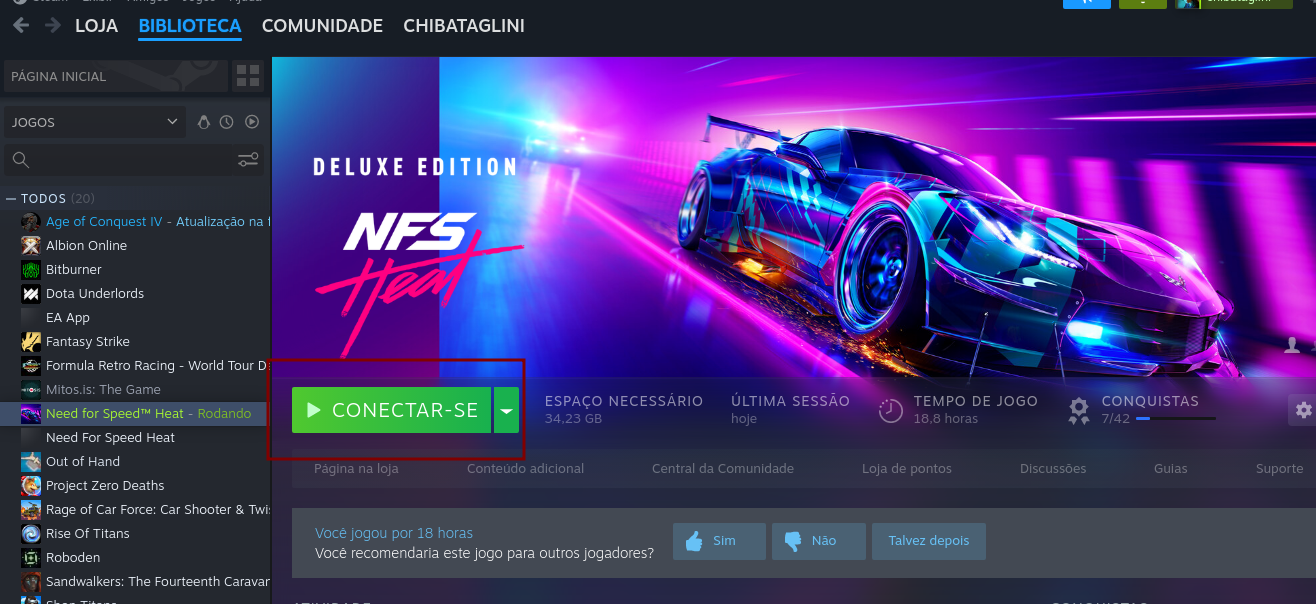 LOJA BIBLIOTECA COMUNIDADE CHIBATAGLINI
PÁGINA INICIAL
JOGOS
TODOS (20)
Age of Conquest IV - Atualização na f
Albion Online
Bitburner
Dota Underlords
EA App
Fantasy Strike
Formula Retro Racing - World Tour D
Mitos.is: The Game
Need for Speed™ Heat - Rodando
Need For Speed Heat
Out of Hand
Project Zero Deaths
Rage of Car Force: Car Shooter & Twis
Rise Of Titans
Roboden
Sandwalkers: The Fourteenth Caravan
DELUXE EDITION
NFS
Heat
CONECTAR-SE
ESPAÇO NECESSÁRIO
34,23 GB
ÚLTIMA SESSÃO
hoje
TEMPO DE JOGO
18,8 horas
CONQUISTAS
7/42
Página na loja Conteúdo adicional Central da Comunidade Loja de pontos Discussões Guias Suporte
Você jogou por 18 horas
Você recomendaria este jogo para outros jogadores?
Sim Não Talvez depois